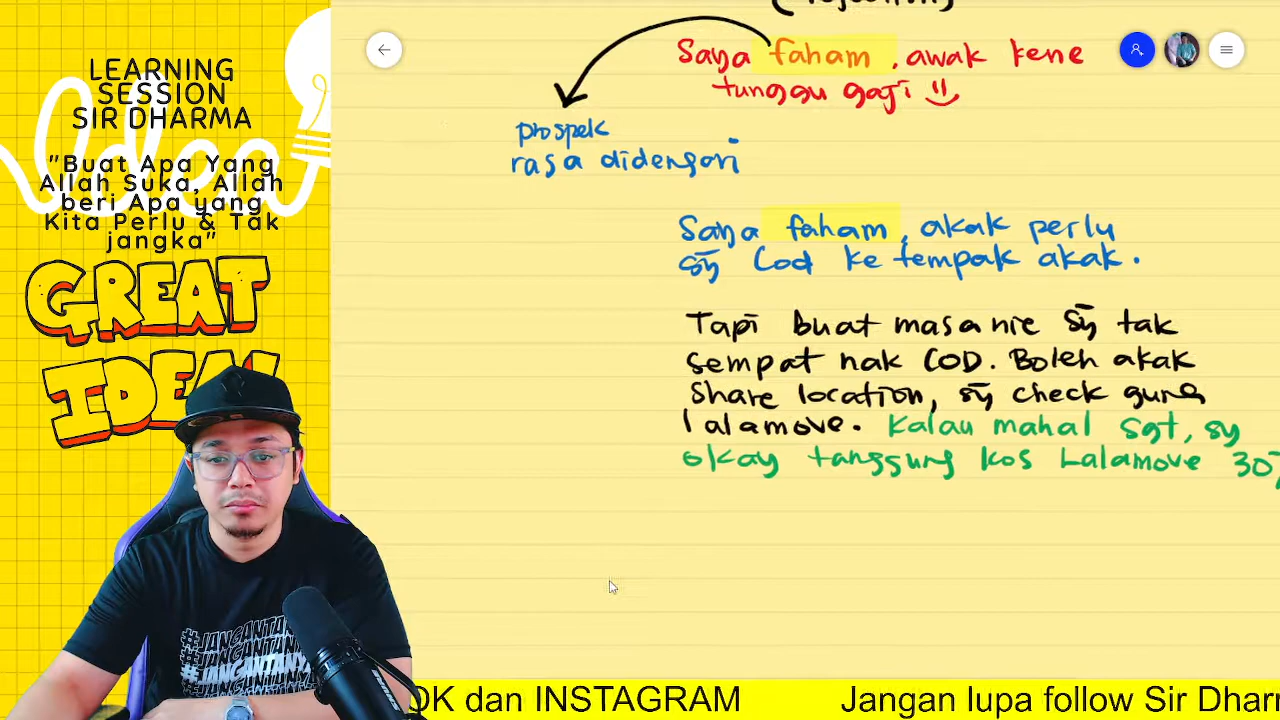 LEARNING
SESSION
SIR DHARMA
"Buat Apa Yang
Allah Suka, Allah
beri Apa yang
Kita Perlu & Tak
jangka"
GREAT
Saya faham, awak kene
tunggu gaji
prospek
rasa didengari
Saya faham, akak perlu
sy Cod ke tempak akak.
Tapi buat masa nie sy tak
sempat nak COD. Boleh akak
Share location, sy check guna
lalamove. Kalau mahal sgt, sy
okay tanggung kos Lalamove
#JANGANTANYA
OK dan INSTAGRAM Jangan lupa follow Sir